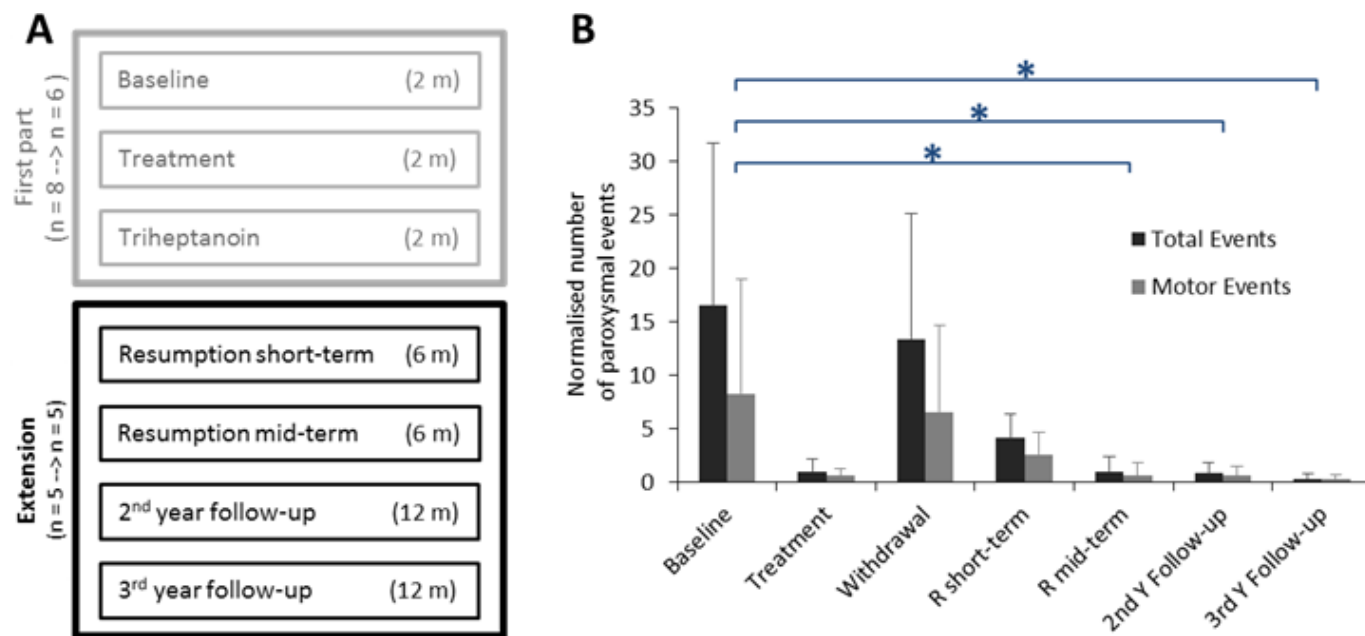 A
First part
(n = 8 --> n = 6 )
Baseline (2 m)
Treatment (2 m)
Triheptanoin (2 m)
Extension
(n = 5 --> n = 5)
Resumption short-term (6 m)
Resumption mid-term (6 m)
2nd year follow-up (12 m)
3rd year follow-up (12 m)
B
*
*
*
Normalised number
of paroxysmal events
35
30
25
20
15
10
5
0
Total Events
Motor Events
Baseline
Treatment
Withdrawal
R short-term
R mid-term
2nd Y Follow-up
3rd Y Follow-up